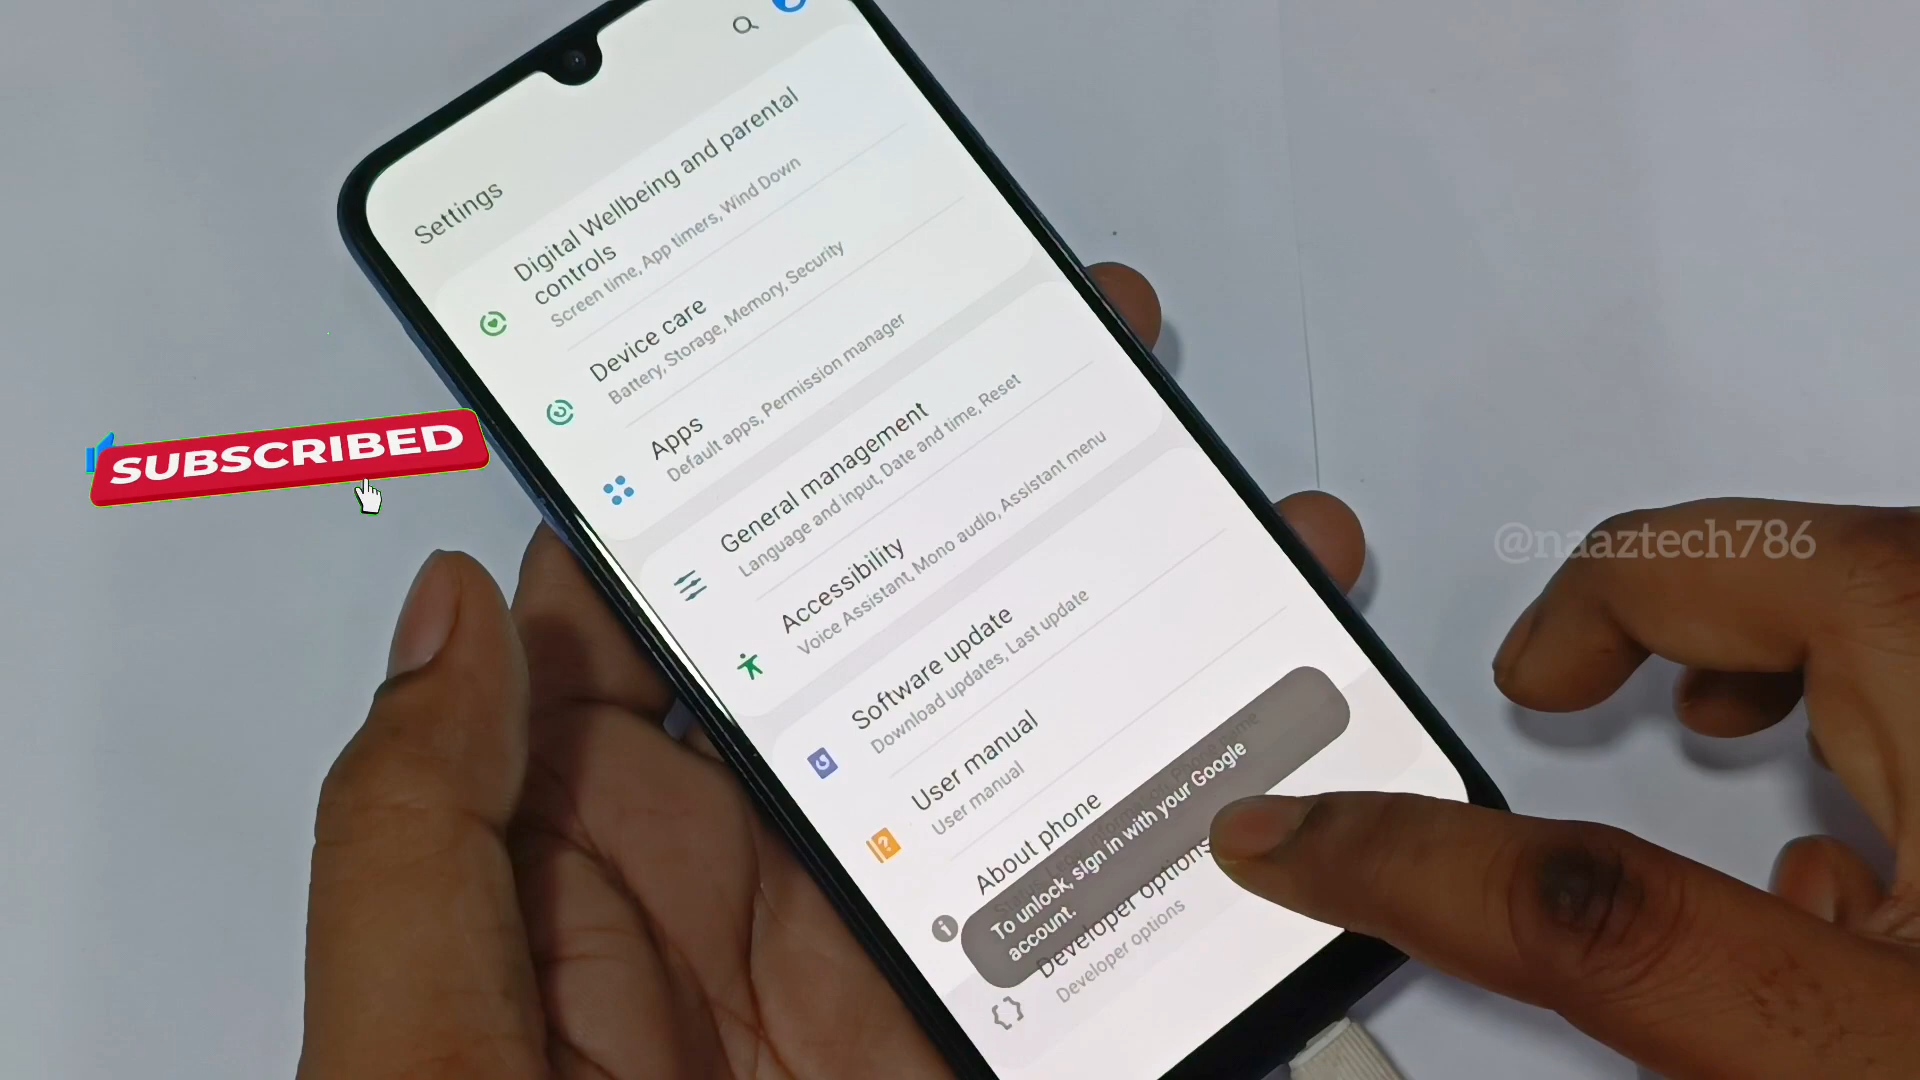 Settings
Digital Wellbeing and parental
controls
Screen time, App timers, Wind Down
Device care
Battery, Storage, Memory, Security
Apps
Default apps, Permission manager
General management
Language and input, Date and time, Reset
Accessibility
Voice Assistant, Mono audio, Assistant menu
Software update
Download updates, Last update
User manual
User manual
About phone
To unlock, sign in with your Google
account.
Developer options
Developer options
SUBSCRIBED
@naaztech786